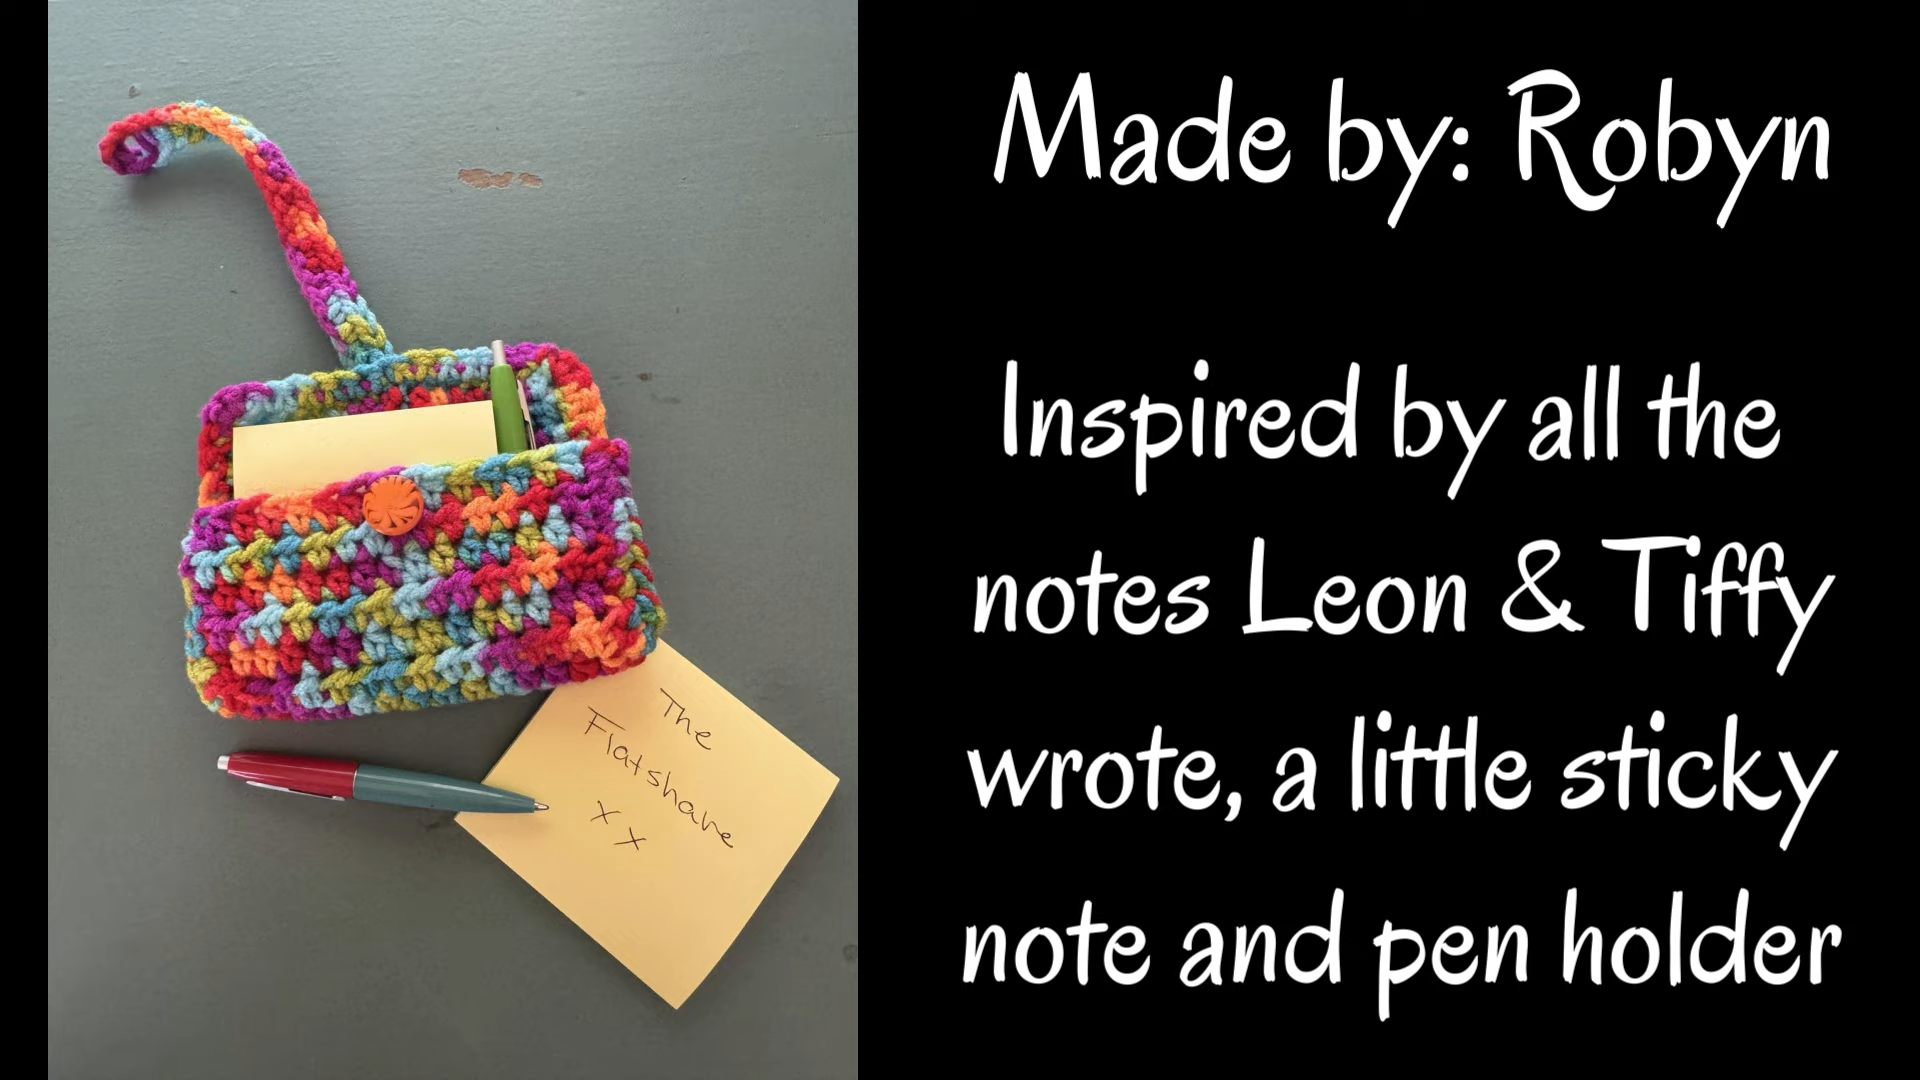 Made by: Robyn
Inspired by all the
notes Leon & Tiffy
wrote, a little sticky
note and pen holder
The
Flatshare
x x